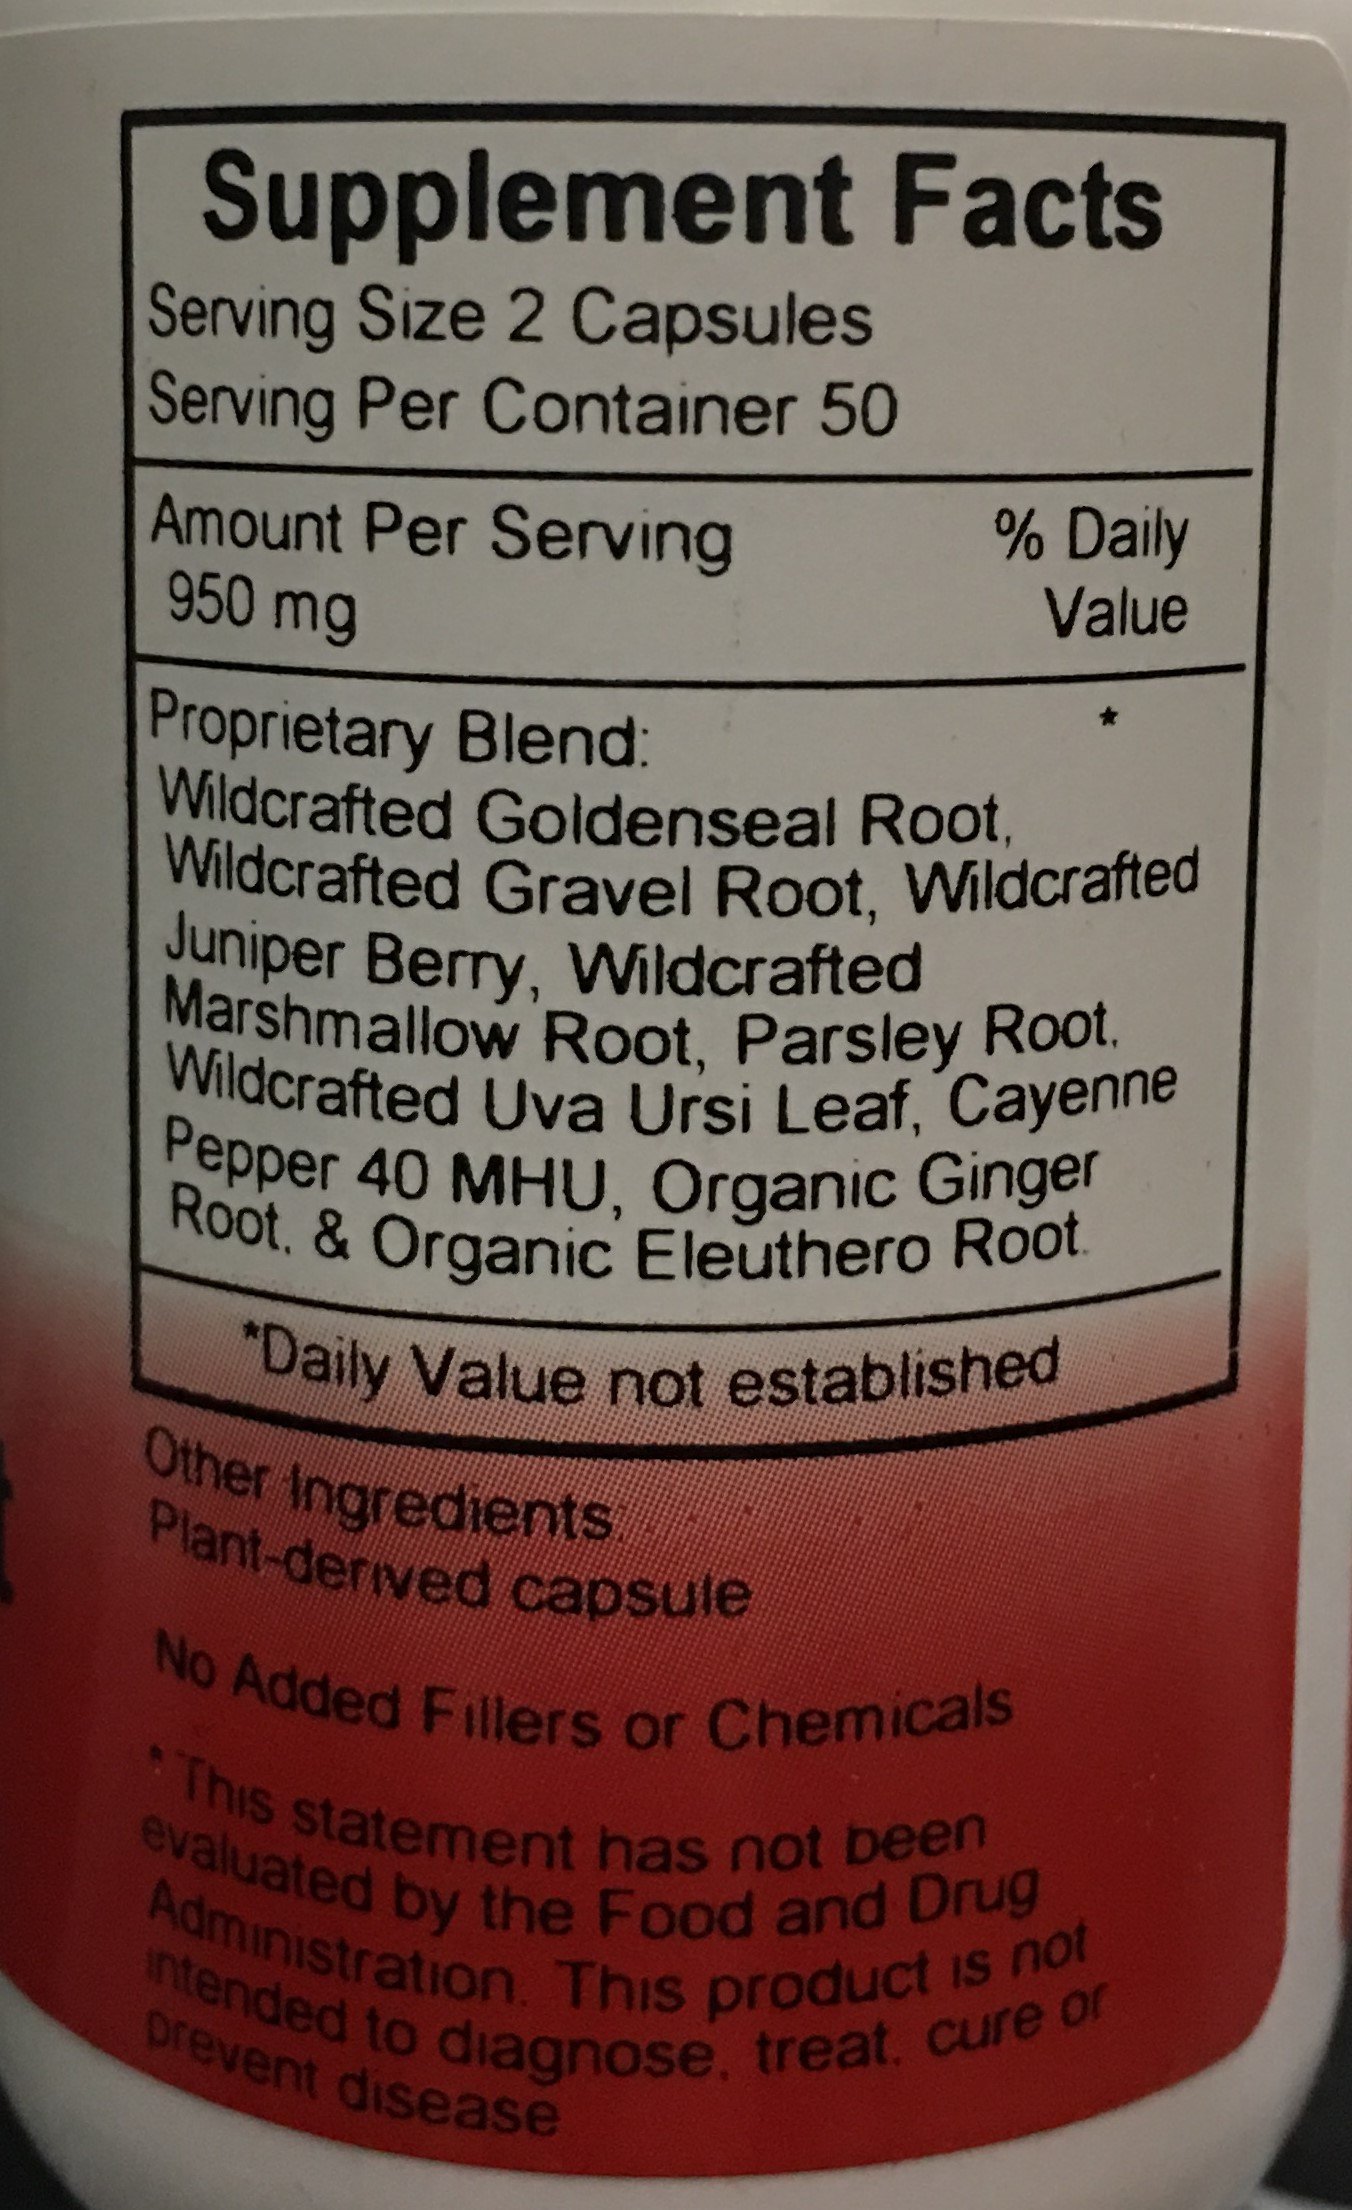 Supplement Facts
Serving Size 2 Capsules
Serving Per Container 50
Amount Per Serving % Daily
950 mg Value
Proprietary Blend: *
Wildcrafted Goldenseal Root,
Wildcrafted Gravel Root, Wildcrafted
Juniper Berry, Wildcrafted
Marshmallow Root, Parsley Root,
Wildcrafted Uva Ursi Leaf, Cayenne
Pepper 40 MHU, Organic Ginger
Root, & Organic Eleuthero Root.
*Daily Value not established
Other Ingredients:
Plant-derived capsule
No Added Fillers or Chemicals
* This statement has not been
evaluated by the Food and Drug
Administration. This product is not
intended to diagnose, treat, cure or
prevent disease